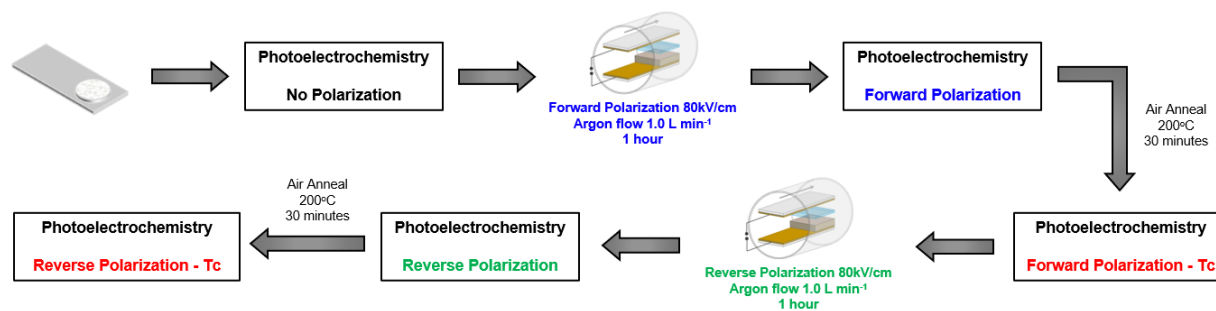 Photoelectrochemistry
No Polarization
Forward Polarization 80kV/cm
Argon flow 1.0 L min⁻¹
1 hour
Photoelectrochemistry
Forward Polarization
Air Anneal
200ᵒC
30 minutes
Photoelectrochemistry
Forward Polarization - Tc
Reverse Polarization 80kV/cm
Argon flow 1.0 L min⁻¹
1 hour
Photoelectrochemistry
Reverse Polarization
Air Anneal
200ᵒC
30 minutes
Photoelectrochemistry
Reverse Polarization - Tc